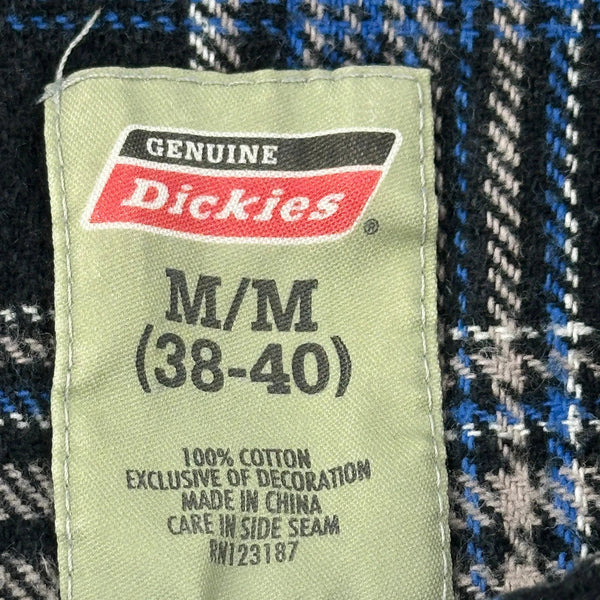 GENUINE
Dickies®
M/M
(38-40)
100% COTTON
EXCLUSIVE OF DECORATION
MADE IN CHINA
CARE IN SIDE SEAM
RN123187